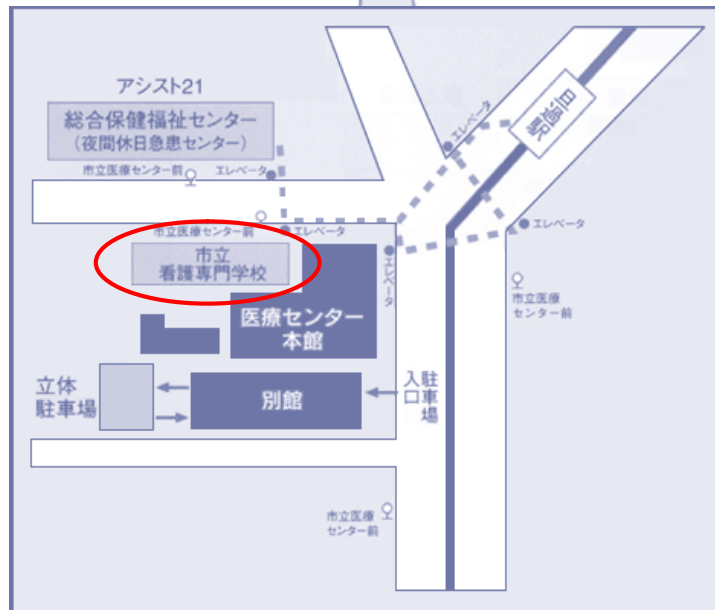 アシスト21
総合保健福祉センター
(夜間休日急患センター)
市立医療センター前
エレベータ
市立医療センター前
エレベータ
エレベータ
旦過駅
エレベータ
エレベータ
市立
看護専門学校
医療センター
本館
市立医療
センター前
立体
駐車場
別館
駐車場
入口
市立医療
センター前